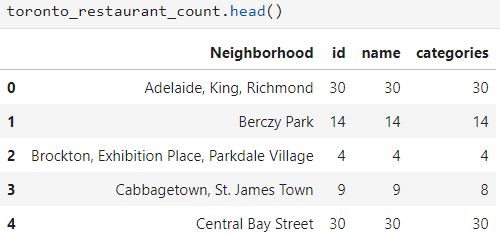 toronto_restaurant_count.head()
Neighborhood id name categories
0 Adelaide, King, Richmond 30 30 30
1 Berczy Park 14 14 14
2 Brockton, Exhibition Place, Parkdale Village 4 4 4
3 Cabbagetown, St. James Town 9 9 8
4 Central Bay Street 30 30 30